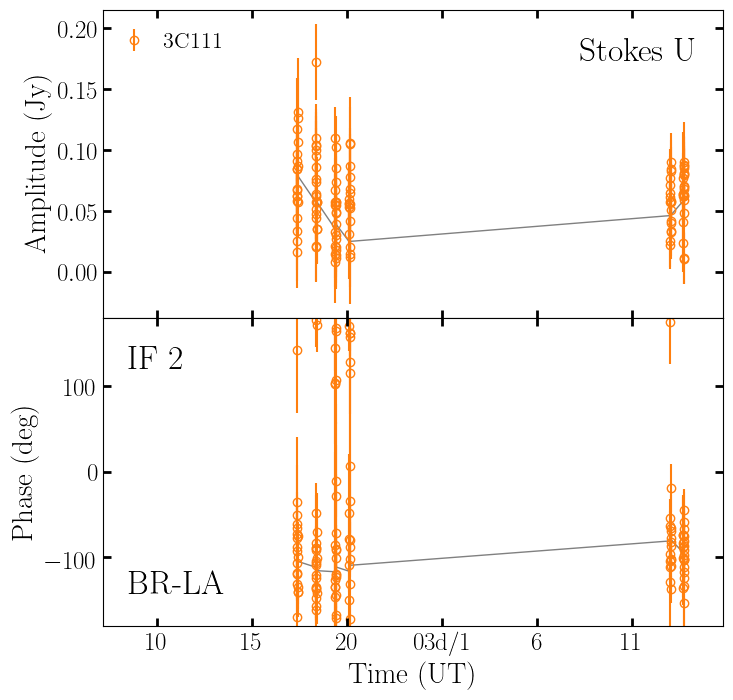 0.20
3C111
Stokes U
0.15
0.10
0.05
0.00
Amplitude (Jy)
IF 2
100
0
−100
Phase (deg)
BR-LA
10 15 20 03d/1 6 11
Time (UT)